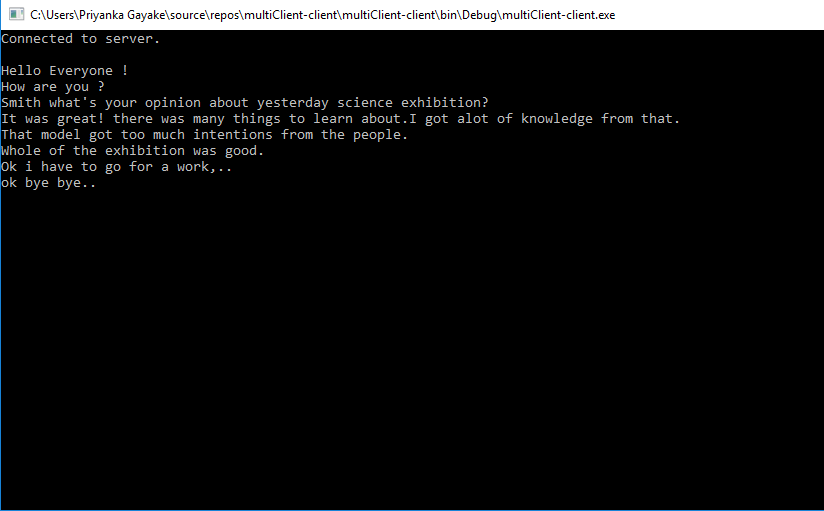 C:\Users\Priyanka Gayake\source\repos\multiClient-client\multiClient-client\bin\Debug\multiClient-client.exe
Connected to server.
Hello Everyone !
How are you ?
Smith what's your opinion about yesterday science exhibition?
It was great! there was many things to learn about.I got alot of knowledge from that.
That model got too much intentions from the people.
Whole of the exhibition was good.
Ok i have to go for a work,..
ok bye bye..